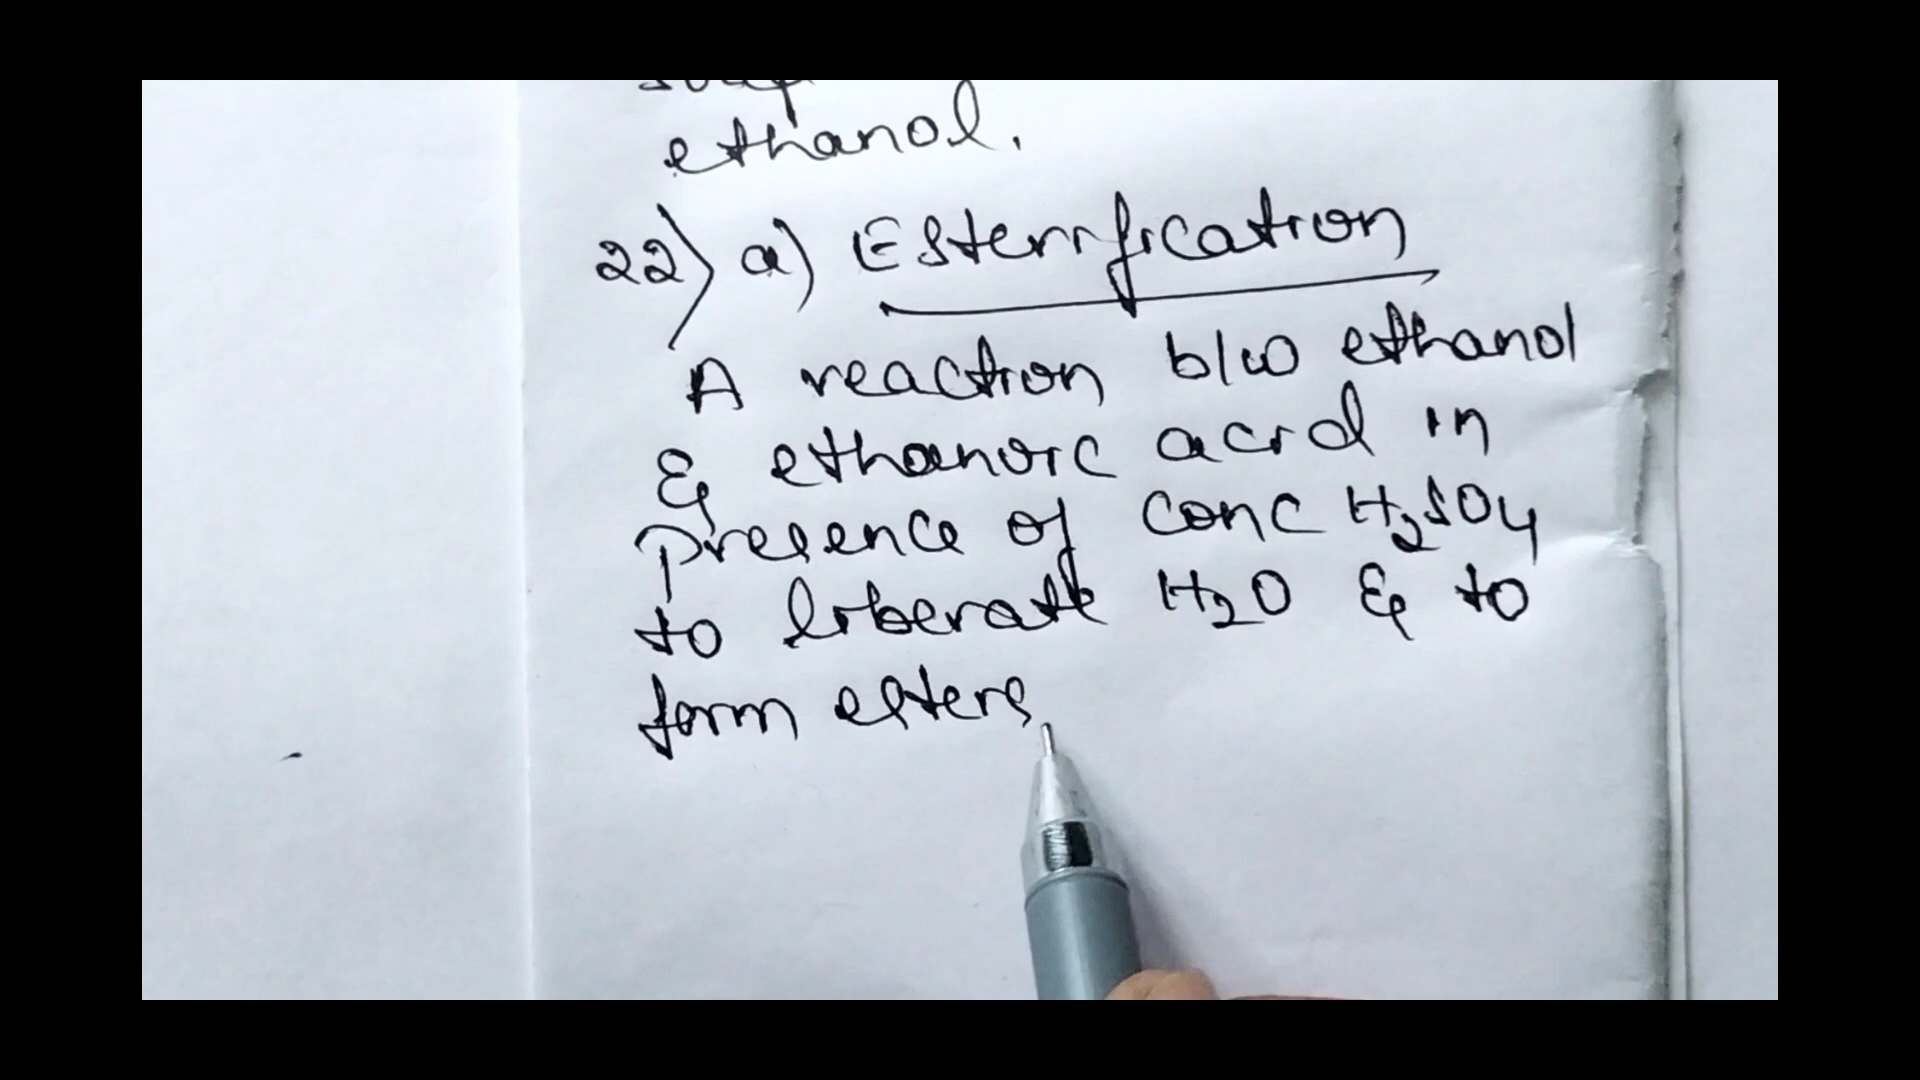 ethanol.
22) a) Esterification
A reaction b/w ethanol
& ethanoic acid in
presence of conc H₂SO₄
to liberate H₂O & to
form esters